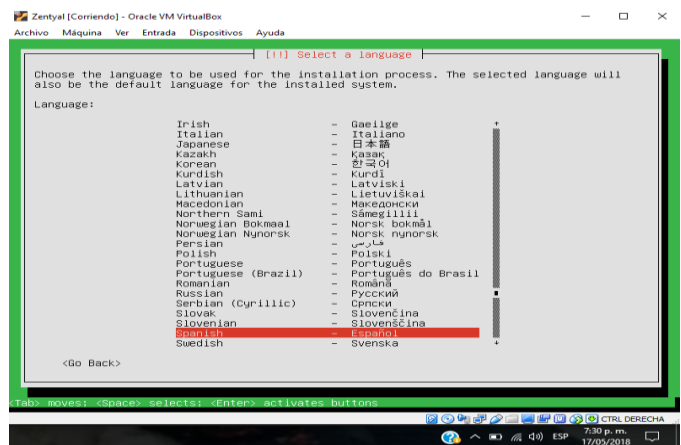 Zentyal [Corriendo] - Oracle VM VirtualBox
Archivo Máquina Ver Entrada Dispositivos Ayuda
[!!] Select a language
Choose the language to be used for the installation process. The selected language will
also be the default language for the installed system.
Language:
Irish - Gaeilge
Italian - Italiano
Japanese - 日本語
Kazakh - Қазақ
Korean - 한국어
Kurdish - Kurdî
Latvian - Latviski
Lithuanian - Lietuviškai
Macedonian - Македонски
Northern Sami - Sámegillii
Norwegian Bokmaal - Norsk bokmål
Norwegian Nynorsk - Norsk nynorsk
Persian - فارسی
Polish - Polski
Portuguese - Português
Portuguese (Brazil) - Português do Brasil
Romanian - Română
Russian - Русский
Serbian (Cyrillic) - Српски
Slovak - Slovenčina
Slovenian - Slovenščina
Spanish - Español
Swedish - Svenska
<Go Back>
<Tab> moves; <Space> selects; <Enter> activates buttons
CTRL DERECHA
ESP
7:30 p. m.
17/05/2018